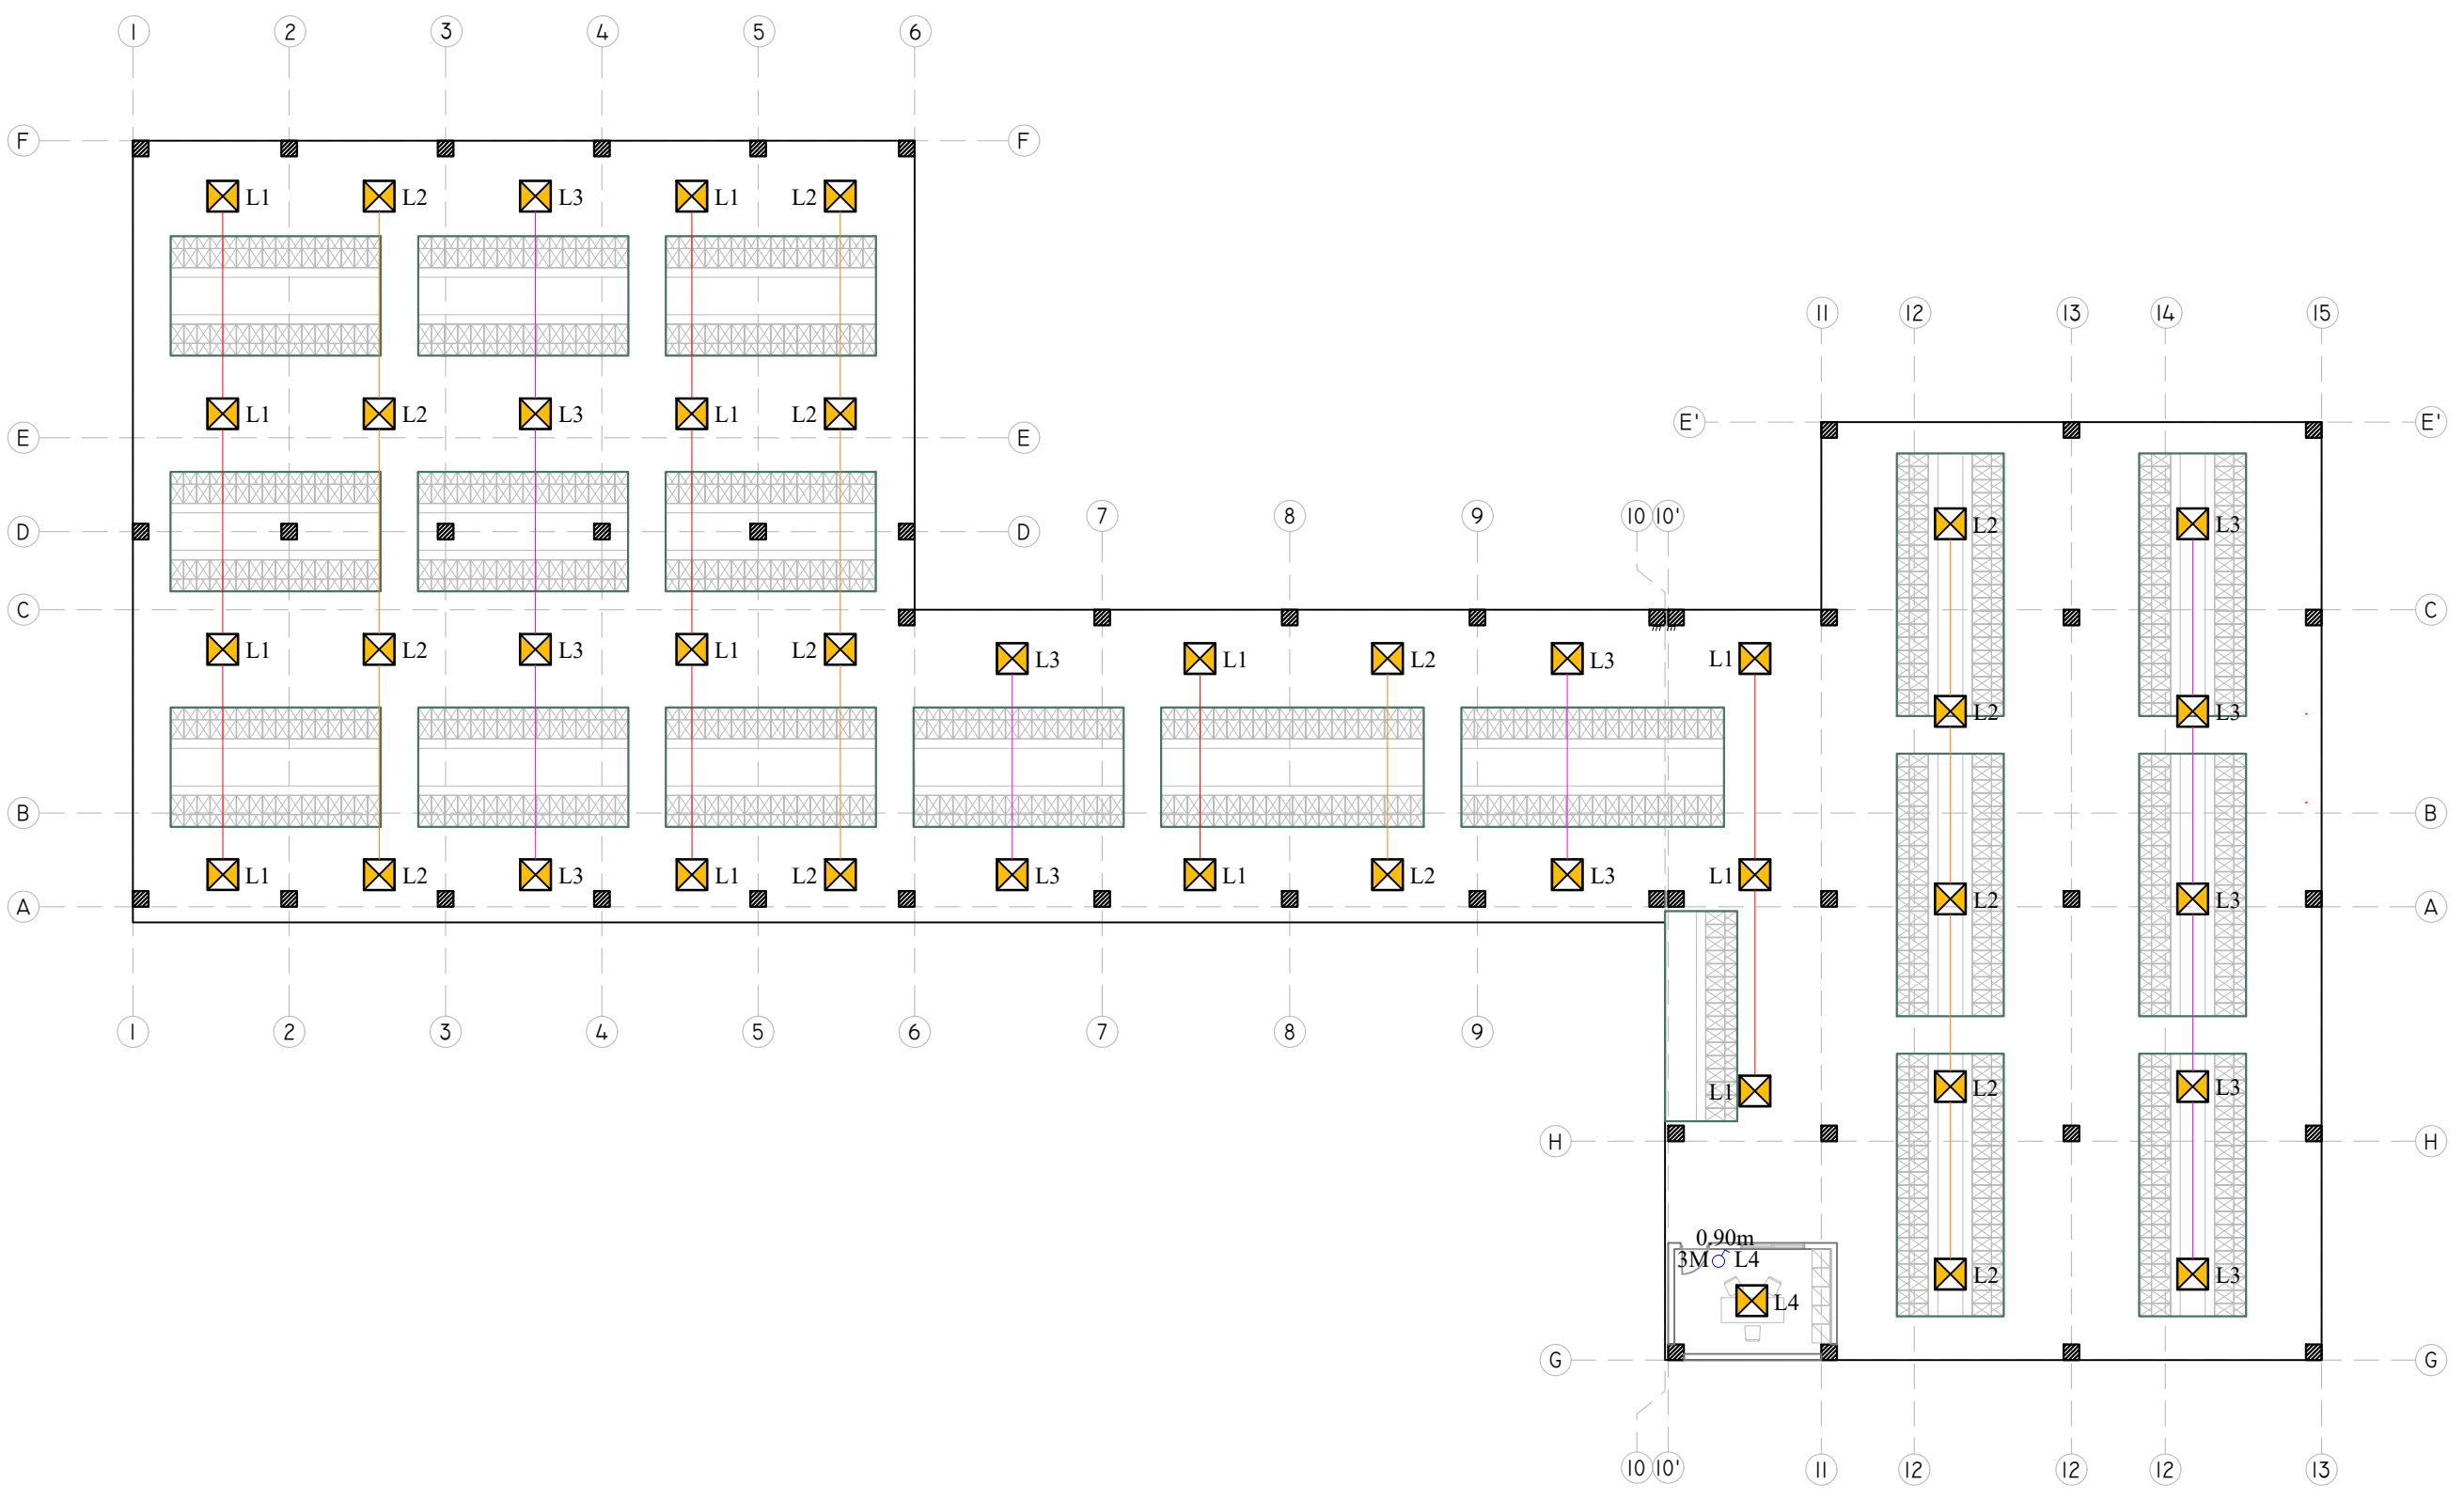 1 2 3 4 5 6
F F
L1 L2 L3 L1 L2
11 12 13 14 15
L1 L2 L3 L1 L2
E' E'
E E
7 8 9 10 10'
L2 L3
D D
C C
L1 L2 L3 L1 L2
L3 L1 L2 L3 L1
L2 L3
B B
L1 L2 L3 L1 L2 L3 L1 L2 L3 L1
L2 L3
A A
1 2 3 4 5 6 7 8 9
L1 L2 L3
H H
0.90m
3M L4
L2 L3
L4
G G
10 10' 11 12 12 12 13